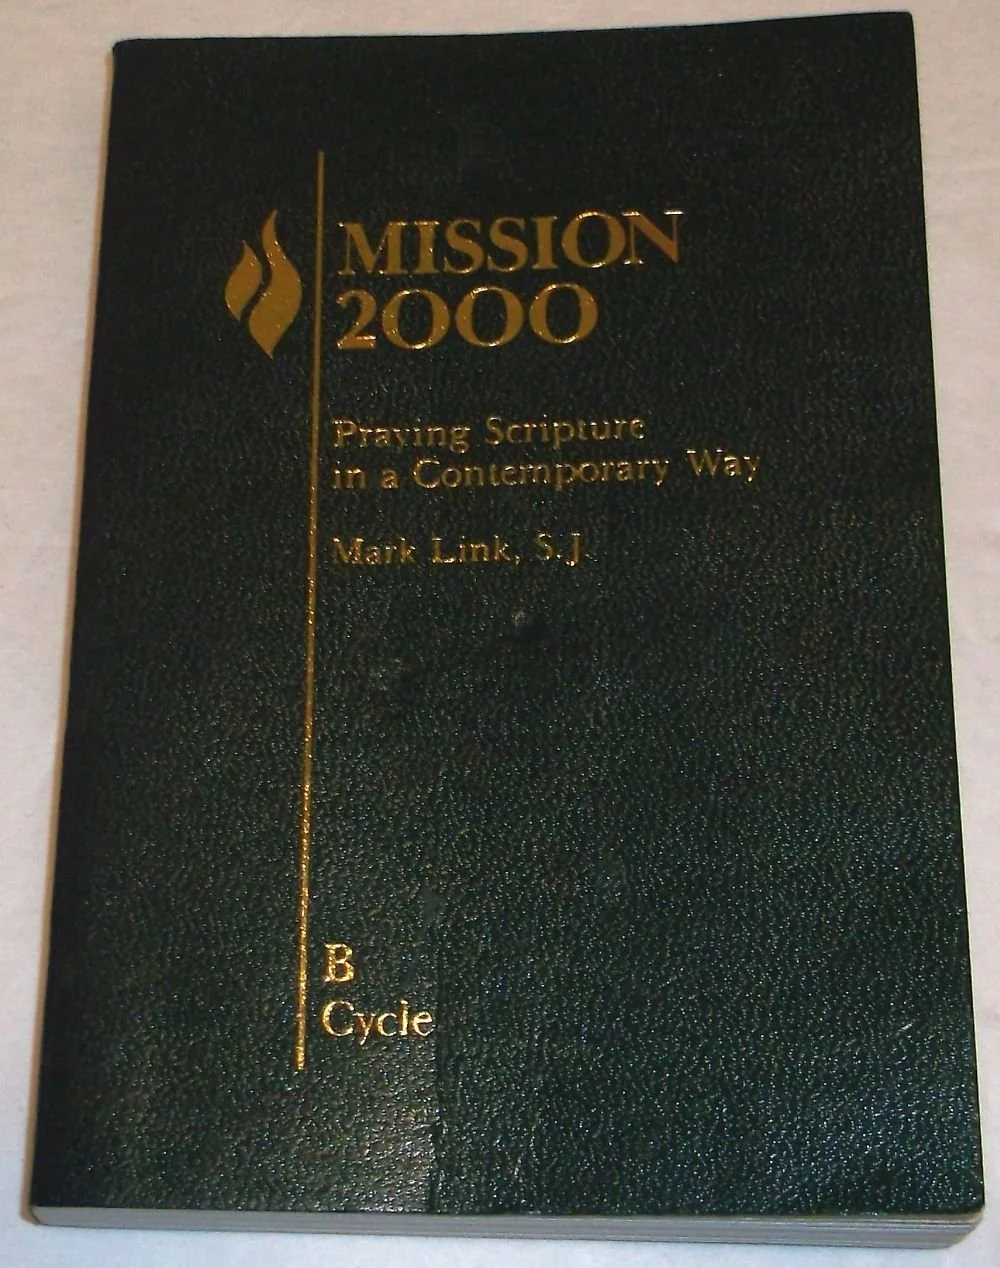 MISSION
2000
Praying Scripture
in a Contemporary Way
Mark Link, S.J.
B
Cycle